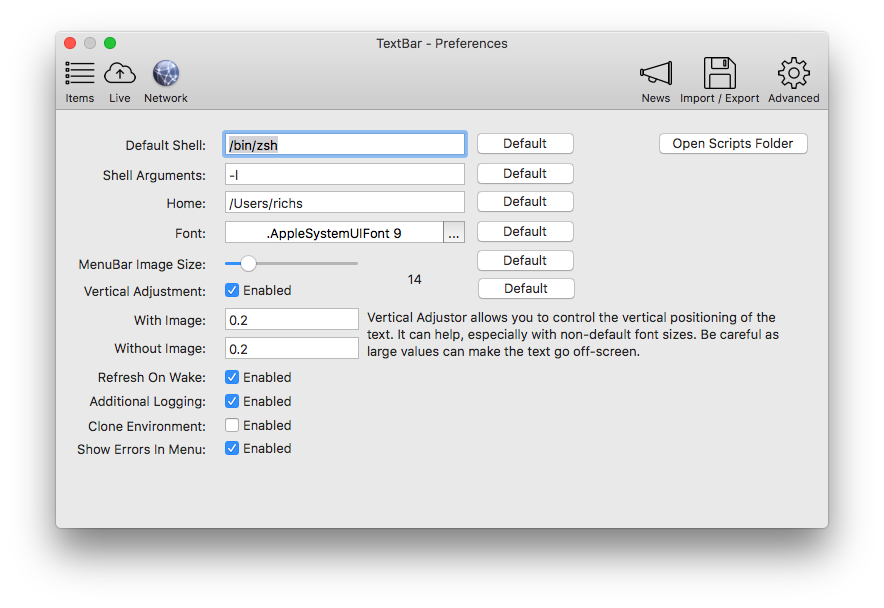 TextBar - Preferences
Items Live Network News Import / Export Advanced
Default Shell: /bin/zsh Default Open Scripts Folder
Shell Arguments: -l Default
Home: /Users/richs Default
Font: .AppleSystemUIFont 9 ... Default
MenuBar Image Size: 14 Default
Vertical Adjustment: Enabled Default
With Image: 0.2
Without Image: 0.2
Vertical Adjustor allows you to control the vertical positioning of the
text. It can help, especially with non-default font sizes. Be careful as
large values can make the text go off-screen.
Refresh On Wake: Enabled
Additional Logging: Enabled
Clone Environment: Enabled
Show Errors In Menu: Enabled